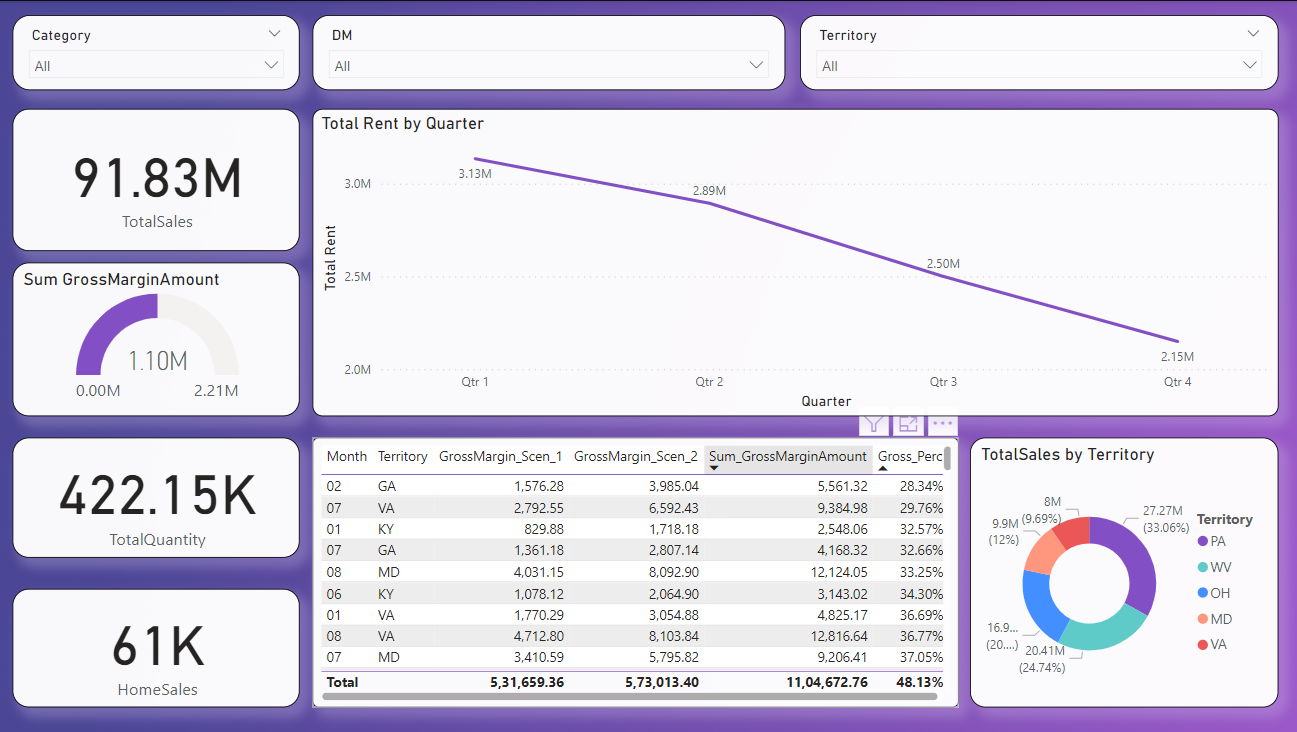 Category
All
DM
All
Territory
All
91.83M
TotalSales
Sum GrossMarginAmount
1.10M
0.00M 2.21M
422.15K
TotalQuantity
61K
HomeSales
Total Rent by Quarter
Total Rent
3.0M
2.5M
2.0M
3.13M
2.89M
2.50M
2.15M
Qtr 1 Qtr 2 Qtr 3 Qtr 4
Quarter
Month Territory GrossMargin_Scen_1 GrossMargin_Scen_2 Sum_GrossMarginAmount Gross_Perc
02 GA 1,576.28 3,985.04 5,561.32 28.34%
07 VA 2,792.55 6,592.43 9,384.98 29.76%
01 KY 829.88 1,718.18 2,548.06 32.57%
07 GA 1,361.18 2,807.14 4,168.32 32.66%
08 MD 4,031.15 8,092.90 12,124.05 33.25%
06 KY 1,078.12 2,064.90 3,143.02 34.30%
01 VA 1,770.29 3,054.88 4,825.17 36.69%
08 VA 4,712.80 8,103.84 12,816.64 36.77%
07 MD 3,410.59 5,795.82 9,206.41 37.05%
Total 5,31,659.36 5,73,013.40 11,04,672.76 48.13%
TotalSales by Territory
27.27M
(33.06%)
20.41M
(24.74%)
16.9...
(20....)
9.9M
(12%)
8M
(9.69%)
Territory
PA
WV
OH
MD
VA